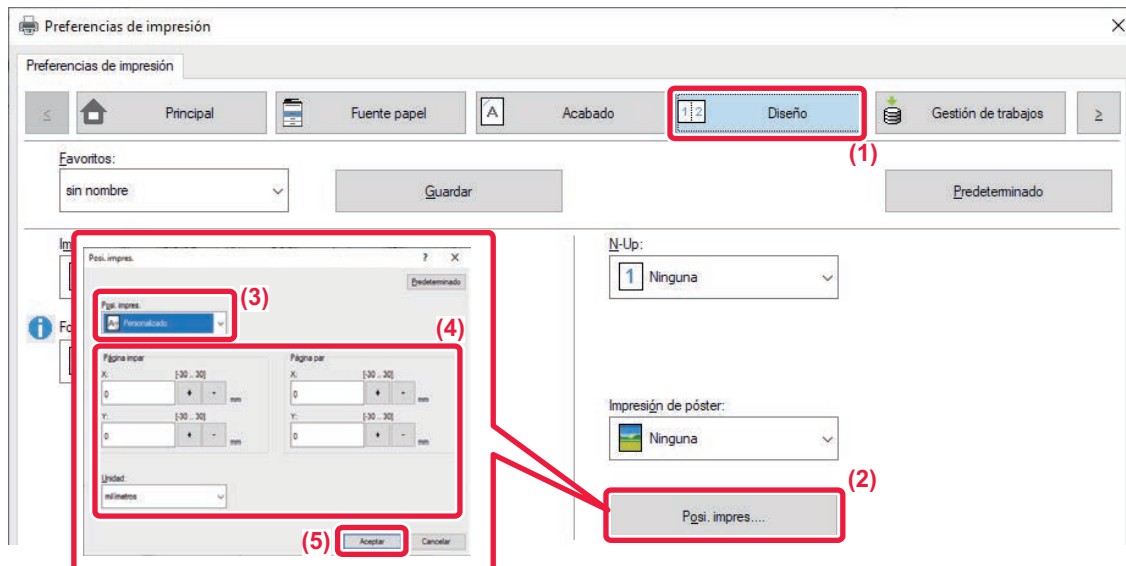 Preferencias de impresión
Preferencias de impresión
≤ Principal Fuente papel A Acabado 1 2 Diseño Gestión de trabajos ≥
(1)
Favoritos:
sin nombre Guardar Predeterminado
N-Up:
1 Ninguna
Impresión de póster:
Ninguna
(2)
Posi. impres....
Posi. impres. ? X
Predeterminado
(3)
Posi. impres.
A Personalizado
(4)
Página impar Página par
X: [-30 .. 30] X: [-30 .. 30]
0 + - mm 0 + - mm
Y: [-30 .. 30] Y: [-30 .. 30]
0 + - mm 0 + - mm
Unidad:
milímetros
(5) Aceptar Cancelar